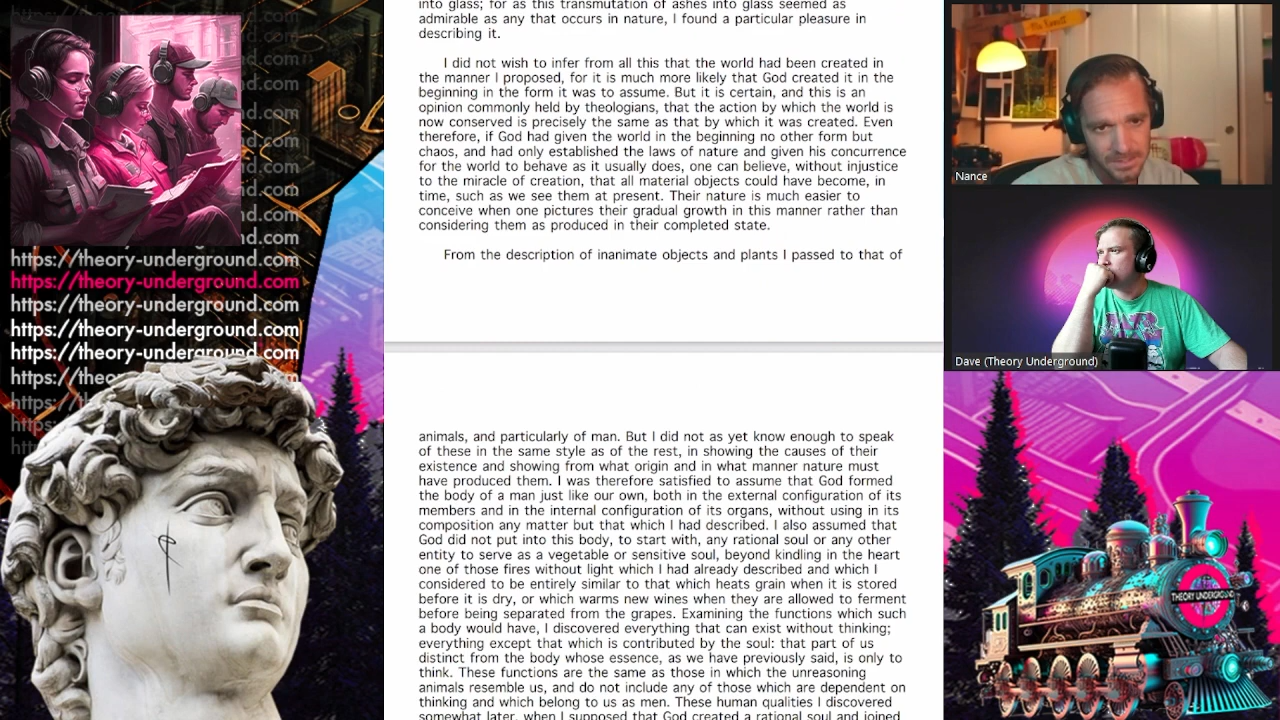 https://theory-underground.com
https://theory-underground.com
https://theory-underground.com
https://theory-underground.com
https://theory-underground.com
into glass; for as this transmutation of ashes into glass seemed as
admirable as any that occurs in nature, I found a particular pleasure in
describing it.
I did not wish to infer from all this that the world had been created in
the manner I proposed, for it is much more likely that God created it in the
beginning in the form it was to assume. But it is certain, and this is an
opinion commonly held by theologians, that the action by which the world is
now conserved is precisely the same as that by which it was created. Even
therefore, if God had given the world in the beginning no other form but
chaos, and had only established the laws of nature and given his concurrence
for the world to behave as it usually does, one can believe, without injustice
to the miracle of creation, that all material objects could have become, in
time, such as we see them at present. Their nature is much easier to
conceive when one pictures their gradual growth in this manner rather than
considering them as produced in their completed state.
From the description of inanimate objects and plants I passed to that of
animals, and particularly of man. But I did not as yet know enough to speak
of these in the same style as of the rest, in showing the causes of their
existence and showing from what origin and in what manner nature must
have produced them. I was therefore satisfied to assume that God formed
the body of a man just like our own, both in the external configuration of its
members and in the internal configuration of its organs, without using in its
composition any matter but that which I had described. I also assumed that
God did not put into this body, to start with, any rational soul or any other
entity to serve as a vegetable or sensitive soul, beyond kindling in the heart
one of those fires without light which I had already described and which I
considered to be entirely similar to that which heats grain when it is stored
before it is dry, or which warms new wines when they are allowed to ferment
before being separated from the grapes. Examining the functions which such
a body would have, I discovered everything that can exist without thinking;
everything except that which is contributed by the soul: that part of us
distinct from the body whose essence, as we have previously said, is only to
think. These functions are the same as those in which the unreasoning
animals resemble us, and do not include any of those which are dependent on
thinking and which belong to us as men. These human qualities I discovered
somewhat later, when I supposed that God created a rational soul and joined
Nance
Dave (Theory Underground)
THEORY UNDERGROUND